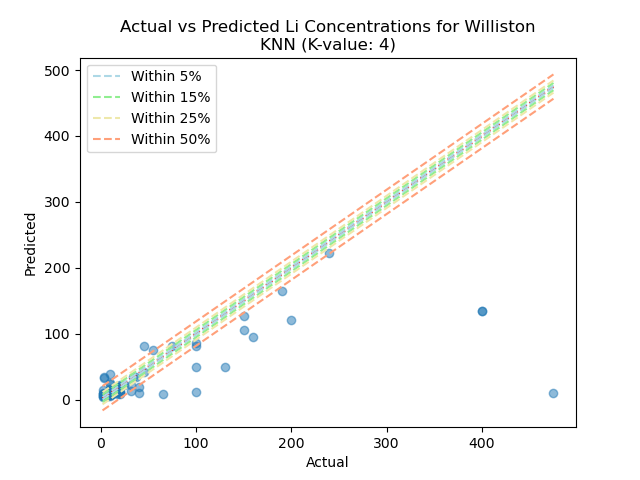 Actual vs Predicted Li Concentrations for Williston
KNN (K-value: 4)
Within 5%
Within 15%
Within 25%
Within 50%
500
400
300
200
100
0
Predicted
0 100 200 300 400
Actual